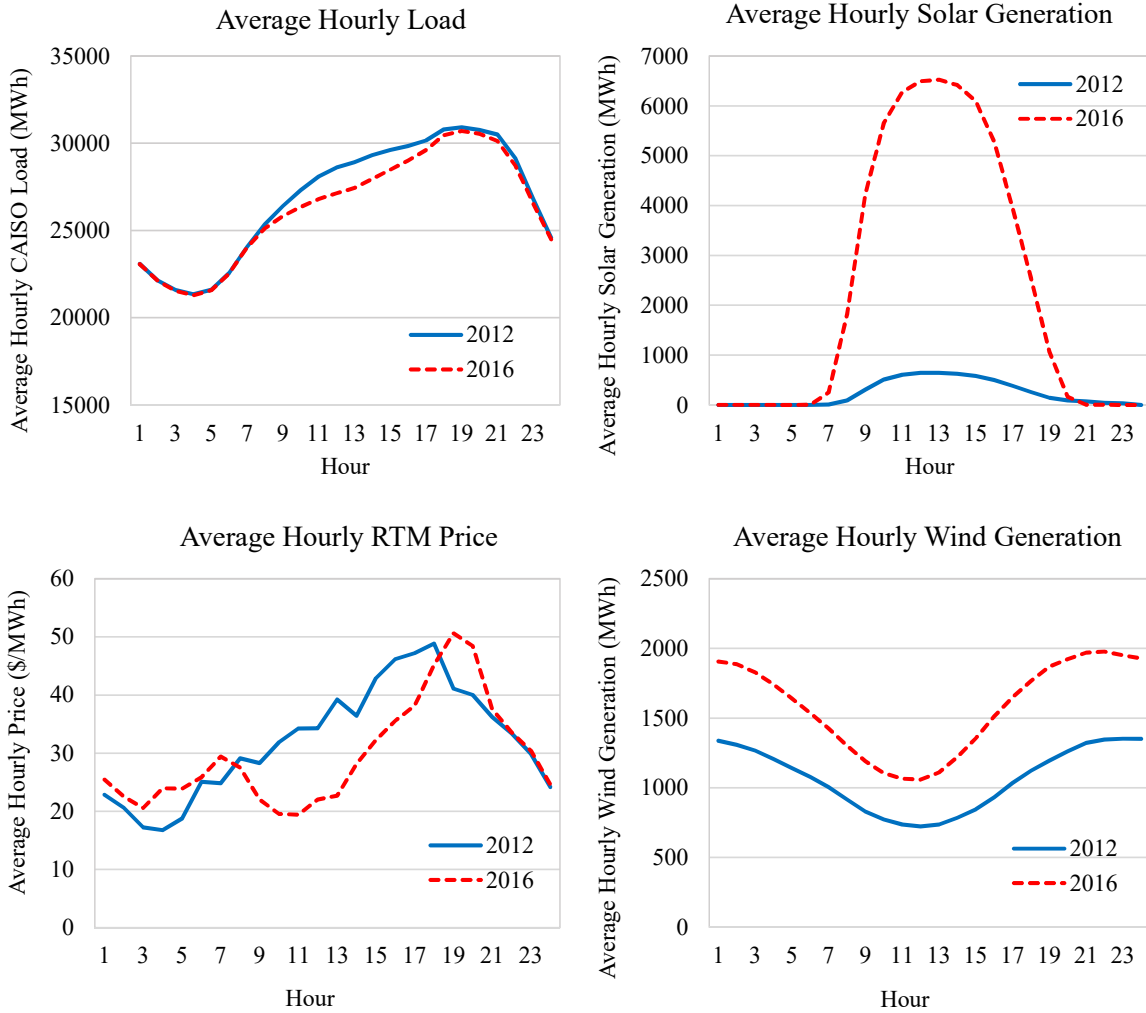 Average Hourly Load
Average Hourly CAISO Load (MWh)
35000
30000
25000
20000
15000
2012
2016
1 3 5 7 9 11 13 15 17 19 21 23
Hour
Average Hourly Solar Generation
Average Hourly Solar Generation (MWh)
7000
6000
5000
4000
3000
2000
1000
0
2012
2016
1 3 5 7 9 11 13 15 17 19 21 23
Hour
Average Hourly RTM Price
Average Hourly Price ($/MWh)
60
50
40
30
20
10
0
2012
2016
1 3 5 7 9 11 13 15 17 19 21 23
Hour
Average Hourly Wind Generation
Average Hourly Wind Generation (MWh)
2500
2000
1500
1000
500
0
2012
2016
1 3 5 7 9 11 13 15 17 19 21 23
Hour